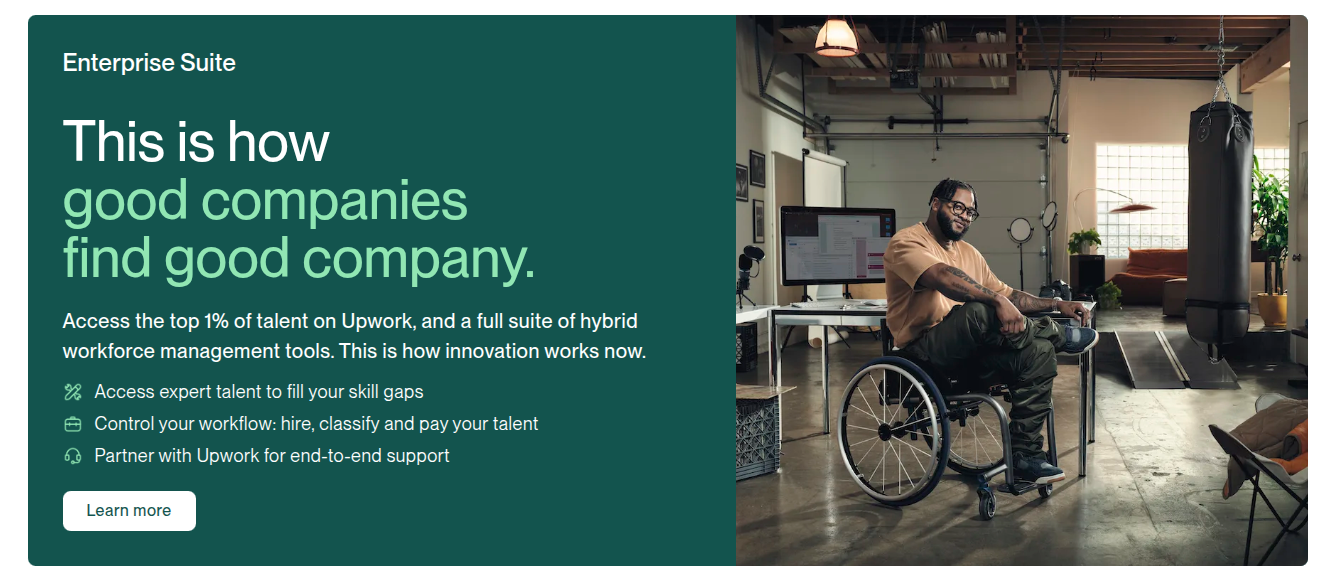 Enterprise Suite
This is how
good companies
find good company.
Access the top 1% of talent on Upwork, and a full suite of hybrid
workforce management tools. This is how innovation works now.
Access expert talent to fill your skill gaps
Control your workflow: hire, classify and pay your talent
Partner with Upwork for end-to-end support
Learn more